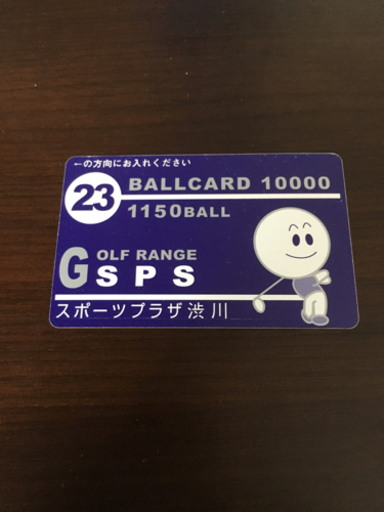 ←の方向にお入れください
23 BALLCARD 10000
1150BALL
GOLF RANGE
SPS
スポーツプラザ渋川